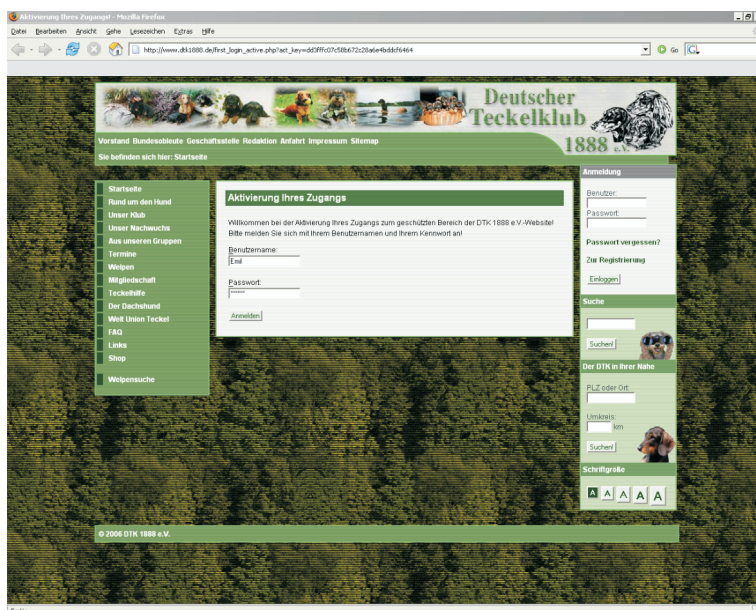 Aktivierung Ihres Zugangs! - Mozilla Firefox
Datei Bearbeiten Ansicht Gehe Lesezeichen Extras Hilfe
http://www.dtk1888.de/first_login_active.php?act_key=dd3fffc07c58b672c28a6e4bddcf6464
Go
Deutscher
Teckelklub
1888 e.V.
Vorstand Bundesobleute Geschäftsstelle Redaktion Anfahrt Impressum Sitemap
Sie befinden sich hier: Startseite
Startseite
Rund um den Hund
Unser Klub
Unser Nachwuchs
Aus unseren Gruppen
Termine
Welpen
Mitgliedschaft
Teckelhilfe
Der Dachshund
Welt Union Teckel
FAQ
Links
Shop
Welpensuche
Aktivierung Ihres Zugangs
Willkommen bei der Aktivierung Ihres Zugangs zum geschützten Bereich der DTK 1888 e.V.-Website!
Bitte melden Sie sich mit Ihrem Benutzernamen und Ihrem Kennwort an!
Benutzername:
Emil
Passwort:
Anmelden
Anmeldung
Benutzer:
Passwort:
Passwort vergessen?
Zur Registrierung
Einloggen
Suche
Suchen!
Der DTK in Ihrer Nähe
PLZ oder Ort:
Umkreis:
km
Suchen!
Schriftgröße
A A A A A
© 2006 DTK 1888 e.V.